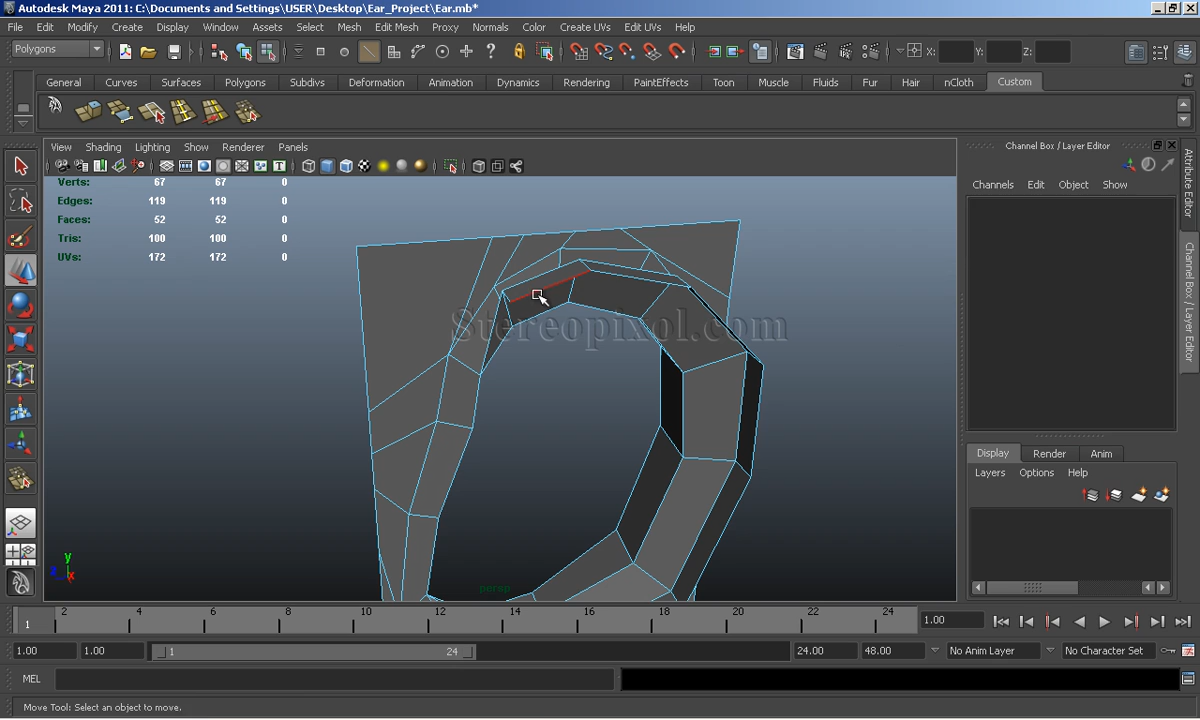 Autodesk Maya 2011: C:\Documents and Settings\USER\Desktop\Ear_Project\Ear.mb*
File Edit Modify Create Display Window Assets Select Mesh Edit Mesh Proxy Normals Color Create UVs Edit UVs Help
Polygons X: Y: Z:
General Curves Surfaces Polygons Subdivs Deformation Animation Dynamics Rendering PaintEffects Toon Muscle Fluids Fur Hair nCloth Custom
View Shading Lighting Show Renderer Panels
Channel Box / Layer Editor
Channels Edit Object Show
Attribute Editor
Channel Box / Layer Editor
Verts: 67 67 0
Edges: 119 119 0
Faces: 52 52 0
Tris: 100 100 0
UVs: 172 172 0
Stereopixol.com
y
x
persp
Display Render Anim
Layers Options Help
1 2 4 6 8 10 12 14 16 18 20 22 24 1.00
1.00 1.00 1 24 24.00 48.00 No Anim Layer No Character Set
MEL
Move Tool: Select an object to move.